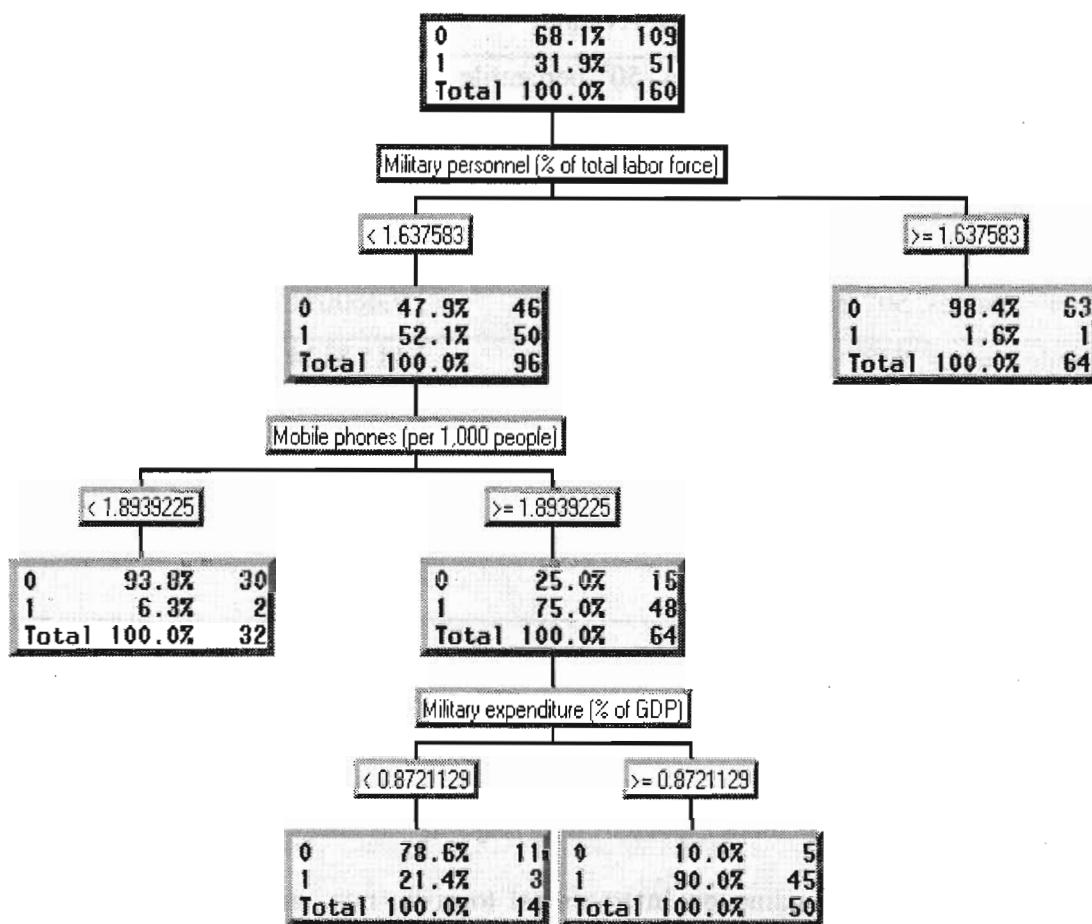 0 68.1% 109
1 31.9% 51
Total 100.0% 160
Military personnel (% of total labor force)
< 1.637583
>= 1.637583
0 47.9% 46
1 52.1% 50
Total 100.0% 96
0 98.4% 63
1 1.6% 1
Total 100.0% 64
Mobile phones (per 1,000 people)
< 1.8939225
>= 1.8939225
0 93.8% 30
1 6.3% 2
Total 100.0% 32
0 25.0% 16
1 75.0% 48
Total 100.0% 64
Military expenditure (% of GDP)
< 0.8721129
>= 0.8721129
0 78.6% 11
1 21.4% 3
Total 100.0% 14
0 10.0% 5
1 90.0% 45
Total 100.0% 50